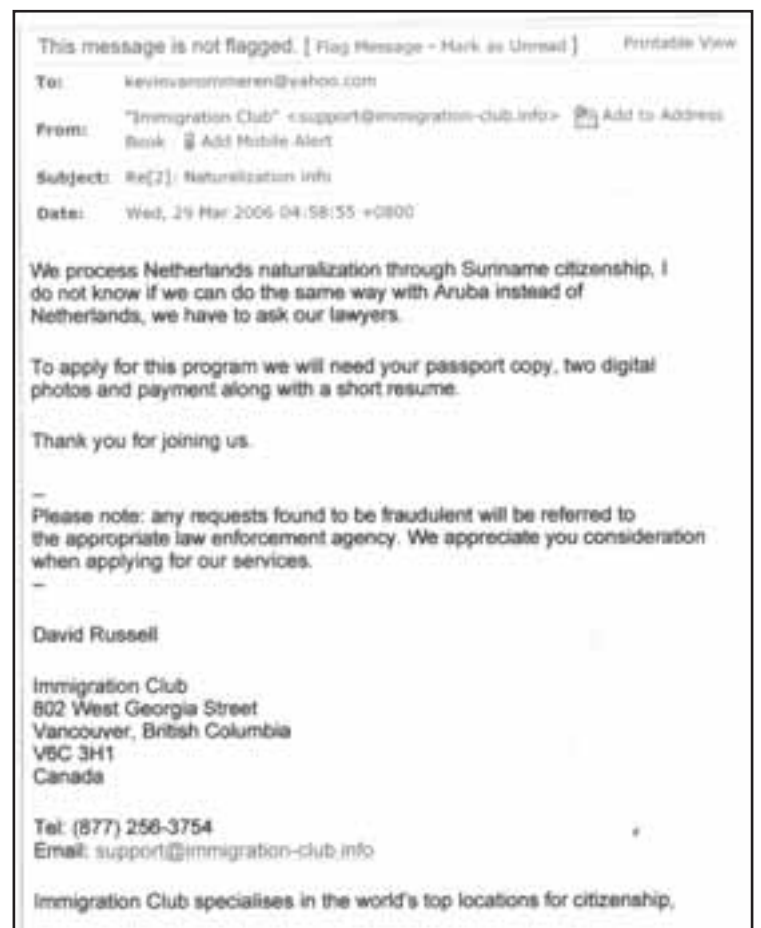 This message is not flagged. [ Flag Message - Mark as Unread ] Printable View
To: kevinvanommeren@yahoo.com
From: "Immigration Club" <support@immigration-club.info> Add to Address
Book Add Mobile Alert
Subject: Re[2]: Naturalization info
Date: Wed, 29 Mar 2006 04:58:55 +0800
We process Netherlands naturalization through Suriname citizenship, I
do not know if we can do the same way with Aruba instead of
Netherlands, we have to ask our lawyers.
To apply for this program we will need your passport copy, two digital
photos and payment along with a short resume.
Thank you for joining us.
–
Please note: any requests found to be fraudulent will be referred to
the appropriate law enforcement agency. We appreciate you consideration
when applying for our services.
–
David Russell
Immigration Club
802 West Georgia Street
Vancouver, British Columbia
V6C 3H1
Canada
Tel: (877) 256-3754
Email: support@immigration-club.info
Immigration Club specialises in the world's top locations for citizenship,